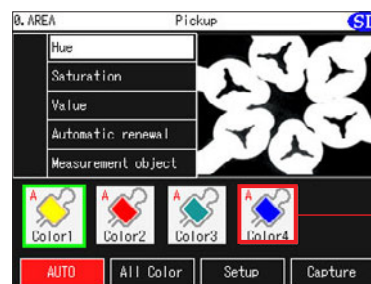 0. AREA Pickup SI
Hue
Saturation
Value
Automatic renewal
Measurement object
A A A A
Color1 Color2 Color3 Color4
AUTO All Color Setup Capture